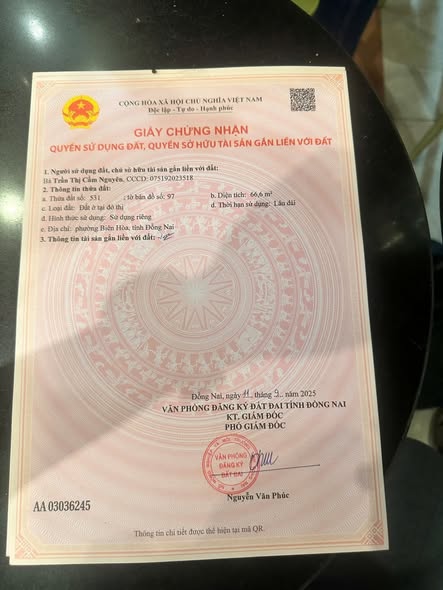 CỘNG HÒA XÃ HỘI CHỦ NGHĨA VIỆT NAM
Độc lập - Tự do - Hạnh phúc
GIẤY CHỨNG NHẬN
QUYỀN SỬ DỤNG ĐẤT, QUYỀN SỞ HỮU TÀI SẢN GẮN LIỀN VỚI ĐẤT
1. Người sử dụng đất, chủ sở hữu tài sản gắn liền với đất:
Bà Trần Thị Cẩm Nguyên, CCCD: 075192023518
2. Thông tin thửa đất:
a. Thửa đất số: 531 ; tờ bản đồ số: 97 b. Diện tích: 66,6 m²
c. Loại đất: Đất ở tại đô thị d. Thời hạn sử dụng: Lâu dài
đ. Hình thức sử dụng: Sử dụng riêng
e. Địa chỉ: phường Biên Hòa, tỉnh Đồng Nai
3. Thông tin tài sản gắn liền với đất:
Đồng Nai, ngày 11 tháng 9 năm 2025
VĂN PHÒNG ĐĂNG KÝ ĐẤT ĐAI TỈNH ĐỒNG NAI
KT. GIÁM ĐỐC
PHÓ GIÁM ĐỐC
VĂN PHÒNG
ĐĂNG KÝ
ĐẤT ĐAI
Nguyễn Văn Phúc
AA 03036245
Thông tin chi tiết được thể hiện tại mã QR.